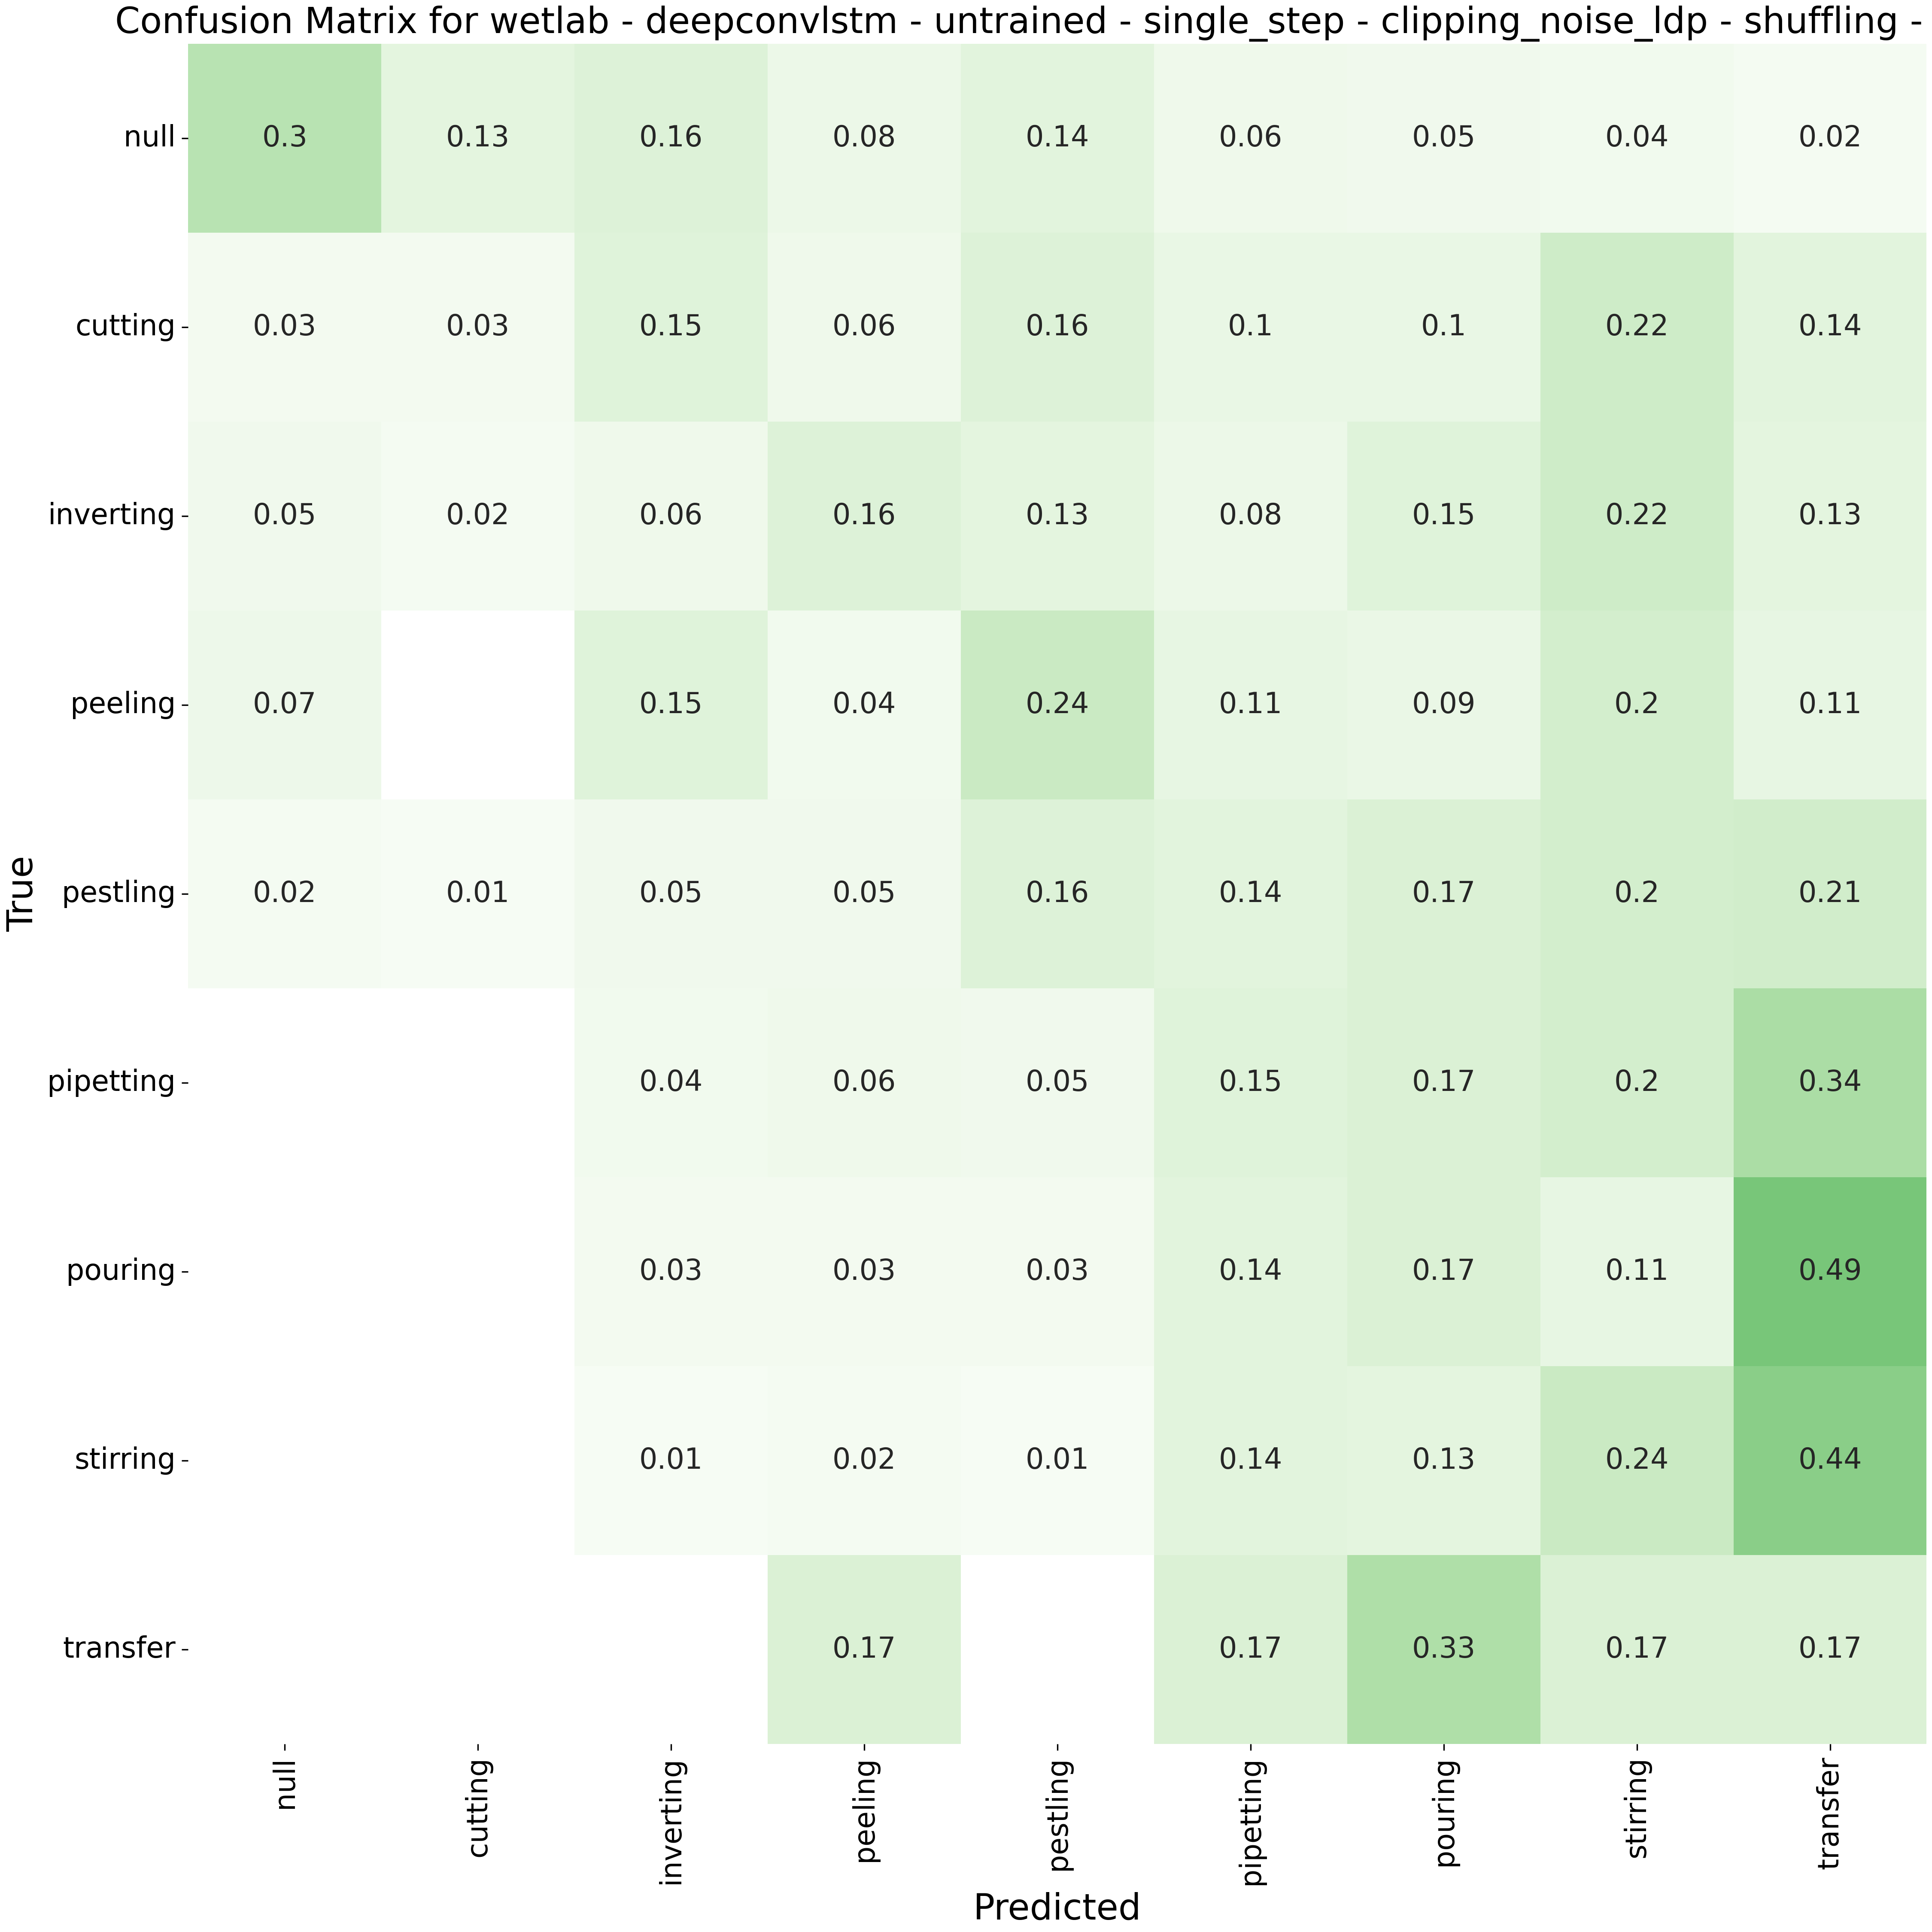 Confusion Matrix for wetlab - deepconvlstm - untrained - single_step - clipping_noise_ldp - shuffling -
null 0.3 0.13 0.16 0.08 0.14 0.06 0.05 0.04 0.02
cutting 0.03 0.03 0.15 0.06 0.16 0.1 0.1 0.22 0.14
inverting 0.05 0.02 0.06 0.16 0.13 0.08 0.15 0.22 0.13
peeling 0.07 0.15 0.04 0.24 0.11 0.09 0.2 0.11
pestling 0.02 0.01 0.05 0.05 0.16 0.14 0.17 0.2 0.21
pipetting 0.04 0.06 0.05 0.15 0.17 0.2 0.34
pouring 0.03 0.03 0.03 0.14 0.17 0.11 0.49
stirring 0.01 0.02 0.01 0.14 0.13 0.24 0.44
transfer 0.17 0.17 0.33 0.17 0.17
True
null cutting inverting peeling pestling pipetting pouring stirring transfer
Predicted